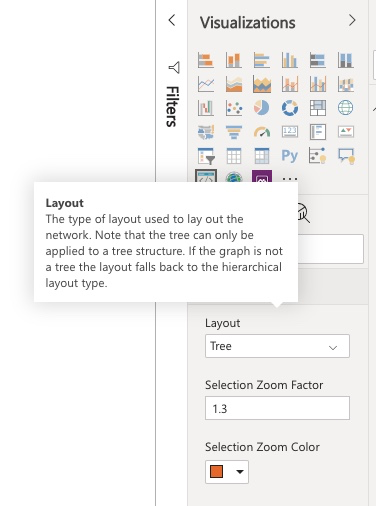 Visualizations
Filters
123
Py
Layout
The type of layout used to lay out the
network. Note that the tree can only be
applied to a tree structure. If the graph is not
a tree the layout falls back to the hierarchical
layout type.
Layout
Tree
Selection Zoom Factor
1.3
Selection Zoom Color